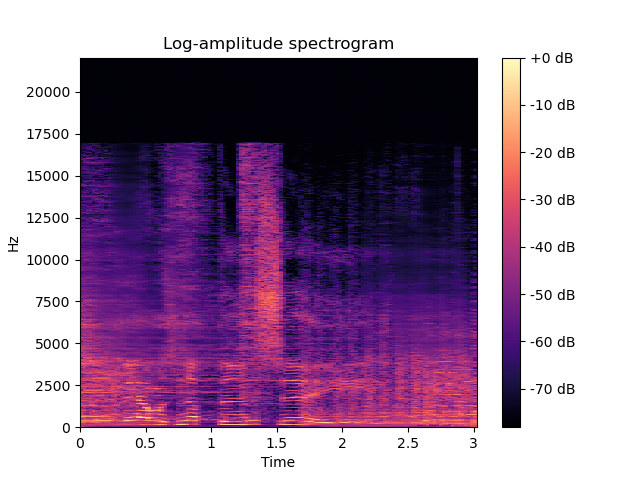 Log-amplitude spectrogram
+0 dB
20000
-10 dB
17500
-20 dB
15000
-30 dB
12500
Hz
10000
-40 dB
7500
-50 dB
5000
-60 dB
2500
-70 dB
0
0 0.5 1 1.5 2 2.5 3
Time